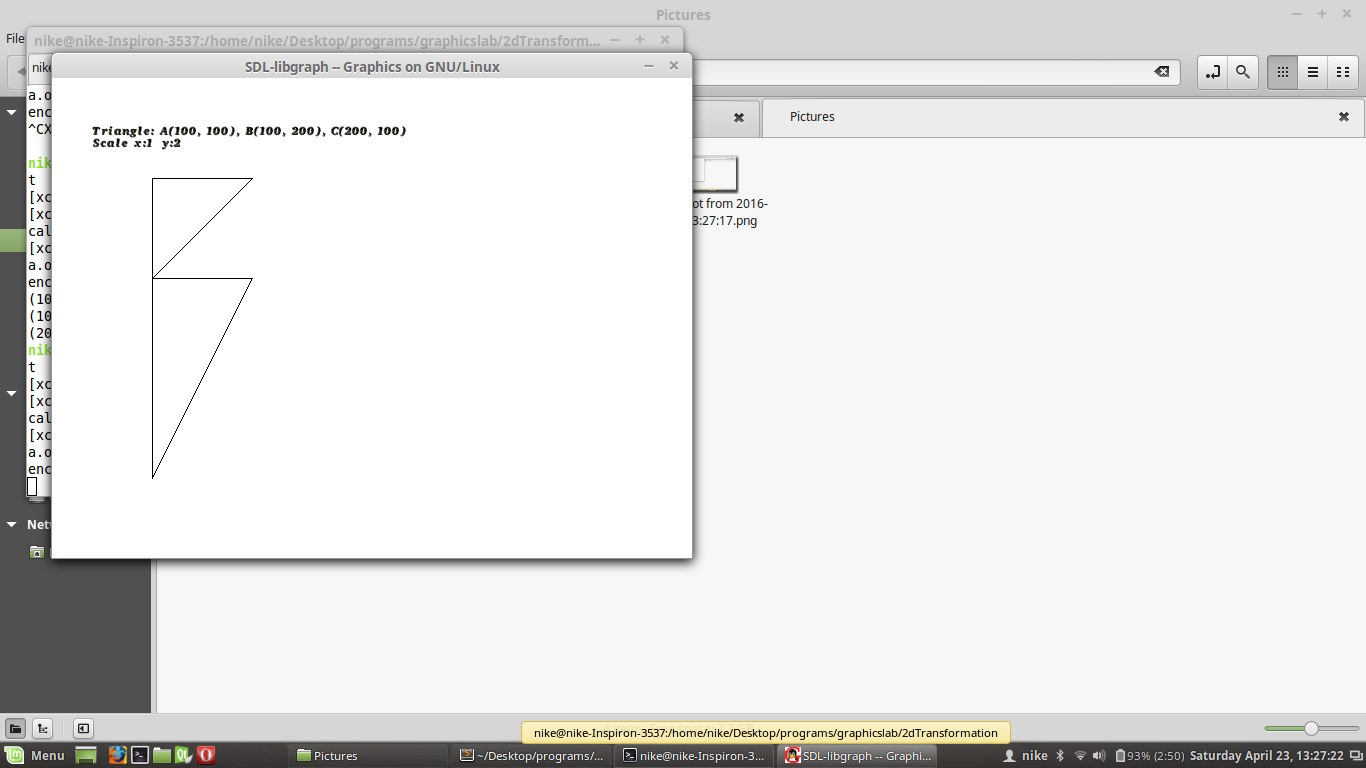 Pictures
File
nike@nike-Inspiron-3537:/home/nike/Desktop/programs/graphicslab/2dTransform...
nike
SDL-libgraph -- Graphics on GNU/Linux
Pictures
a.o
enc
^CX
nik
t
[xc
[xc
cal
[xc
a.o
enc
(10
(10
(20
nik
t
[xc
[xc
cal
[xc
a.o
enc
Triangle: A(100, 100), B(100, 200), C(200, 100)
Scale x:1 y:2
ot from 2016-
3:27:17.png
Net
nike@nike-Inspiron-3537:/home/nike/Desktop/programs/graphicslab/2dTransformation
Menu
Pictures
~/Desktop/programs/...
nike@nike-Inspiron-3...
SDL-libgraph -- Graphi...
nike
93% (2:50)
Saturday April 23, 13:27:22